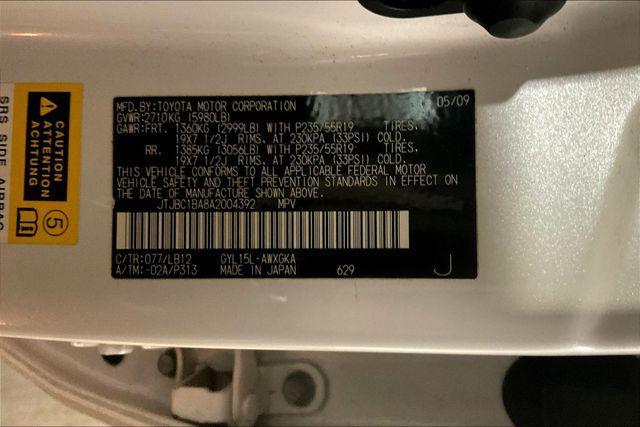 MFD.BY:TOYOTA MOTOR CORPORATION 05/09
GVWR:2710KG (5980LB)
GAWR:FRT. 1360KG (2999LB) WITH P235/55R19 TIRES.
19X7 1/2J RIMS. AT 230KPA (33PSI) COLD.
RR. 1385KG (3056LB) WITH P235/55R19 TIRES.
19X7 1/2J RIMS. AT 230KPA (33PSI) COLD.
THIS VEHICLE CONFORMS TO ALL APPLICABLE FEDERAL MOTOR
VEHICLE SAFETY AND THEFT PREVENTION STANDARDS IN EFFECT ON
THE DATE OF MANUFACTURE SHOWN ABOVE.
JTJBC1BA8A2004392 MPV
C/TR:077/LB12 GYL15L-AWXGKA
A/TM:-02A/P313 MADE IN JAPAN 629 J
CAUTION
ATTENTION
ACHTUNG
5
SRS SIDE AIRBAG